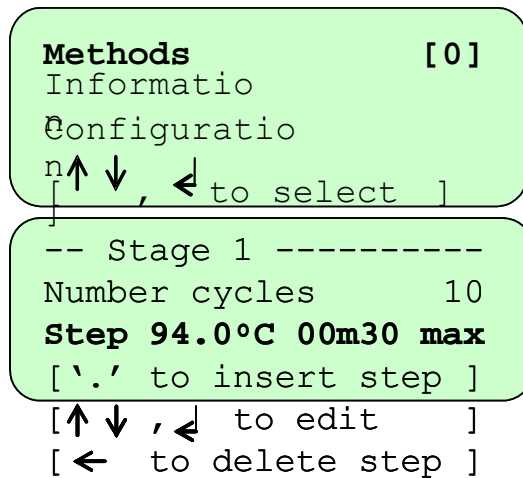 Methods [0]
Informatio
n
Configuratio
n
[↑ ↓ , ↲ to select ]
]
-- Stage 1 ----------
Number cycles 10
Step 94.0ºC 00m30 max
[‘.’ to insert step ]
[↑ ↓ ,↲ to edit ]
[← to delete step ]